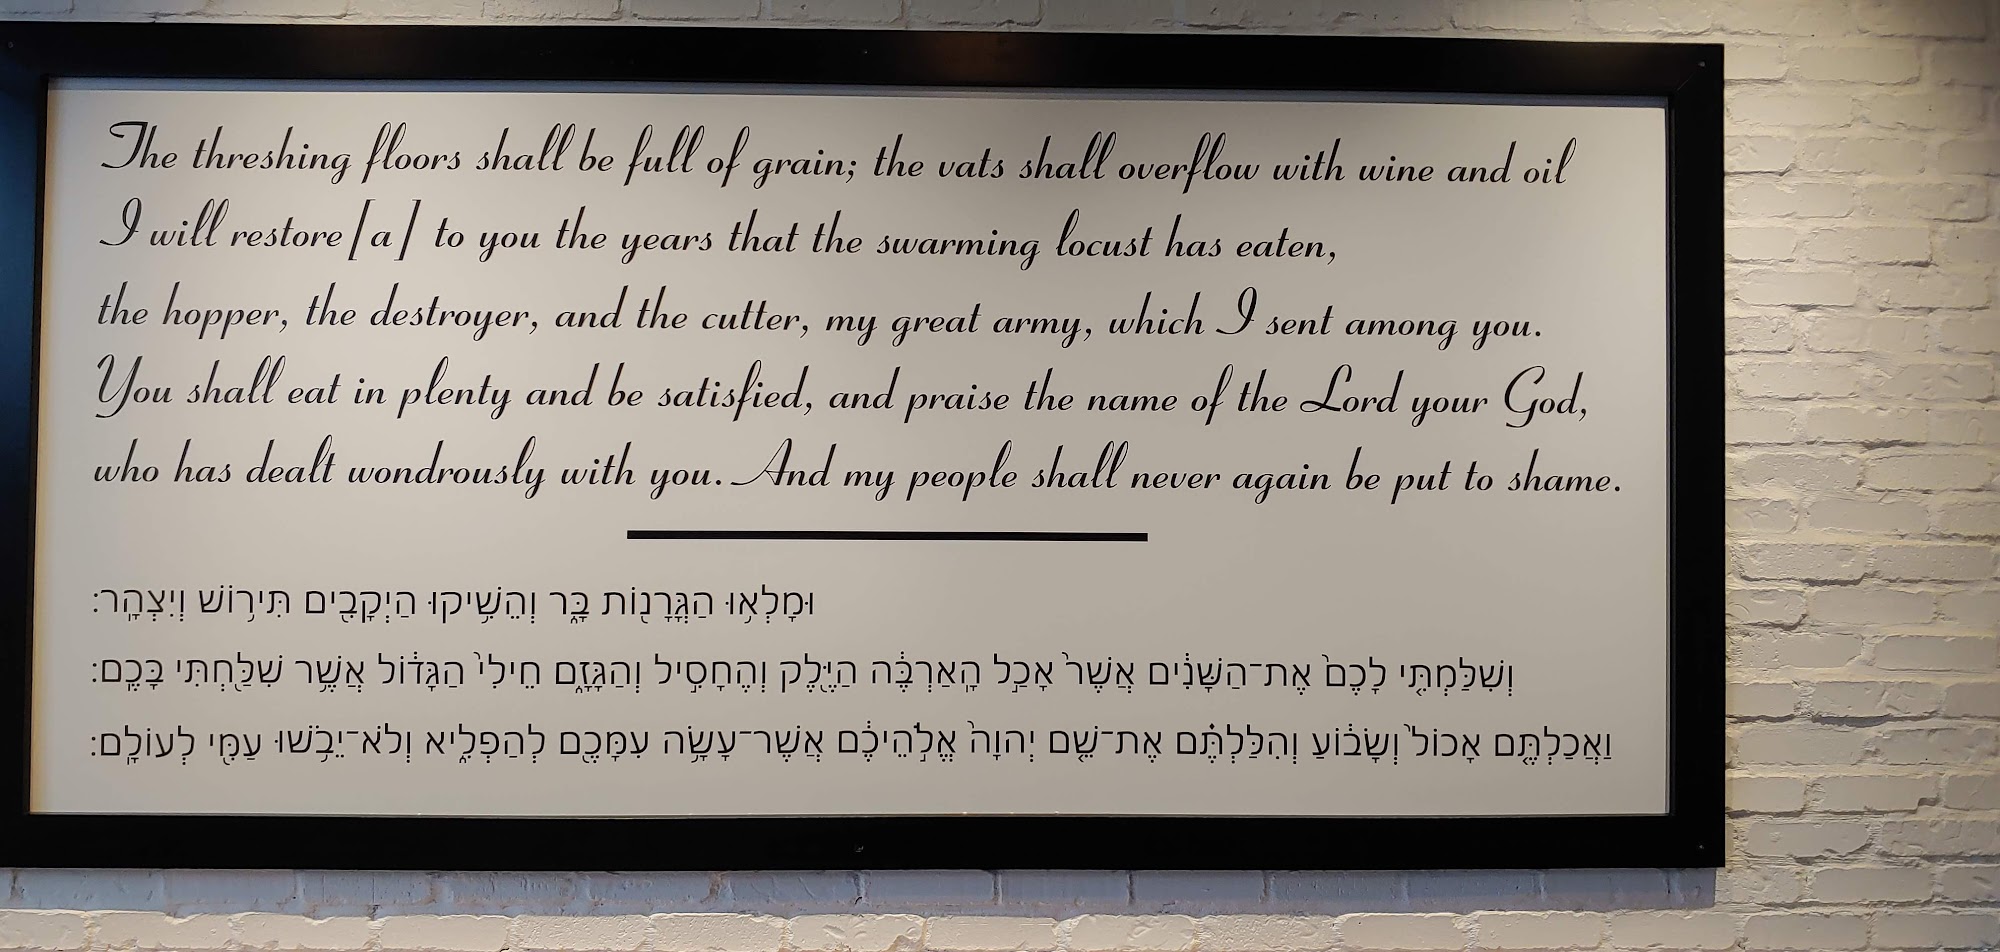 The threshing floors shall be full of grain; the vats shall overflow with wine and oil
I will restore[a] to you the years that the swarming locust has eaten,
the hopper, the destroyer, and the cutter, my great army, which I sent among you.
You shall eat in plenty and be satisfied, and praise the name of the Lord your God,
who has dealt wondrously with you. And my people shall never again be put to shame.
וּמָלְא֥וּ הַגֳּרָנ֖וֹת בָּ֑ר וְהֵשִׁ֥יקוּ הַיְקָבִ֖ים תִּיר֥וֹשׁ וְיִצְהָֽר׃
וְשִׁלַּמְתִּ֤י לָכֶם֙ אֶת־הַשָּׁנִ֔ים אֲשֶׁר֙ אָכַ֣ל הָֽאַרְבֶּ֔ה הַיֶּ֖לֶק וְהֶחָסִ֣יל וְהַגָּזָ֑ם חֵילִי֙ הַגָּד֔וֹל אֲשֶׁ֥ר שִׁלַּ֖חְתִּי בָּכֶֽם׃
וַאֲכַלְתֶּ֤ם אָכוֹל֙ וְשָׂב֔וֹעַ וְהִלַּלְתֶּ֗ם אֶת־שֵׁ֤ם יְהוָה֙ אֱלֹ֣הֵיכֶ֔ם אֲשֶׁר־עָשָׂ֥ה עִמָּכֶ֖ם לְהַפְלִ֑יא וְלֹא־יֵבֹ֥שׁוּ עַמִּ֖י לְעוֹלָֽם׃